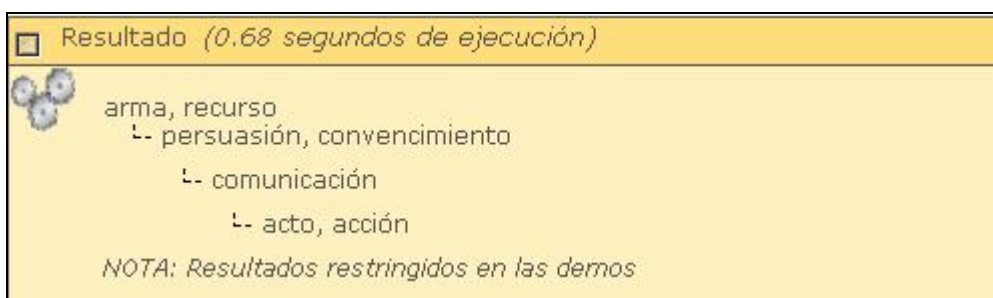 Resultado (0.68 segundos de ejecución)
arma, recurso
persuasión, convencimiento
comunicación
acto, acción
NOTA: Resultados restringidos en las demos